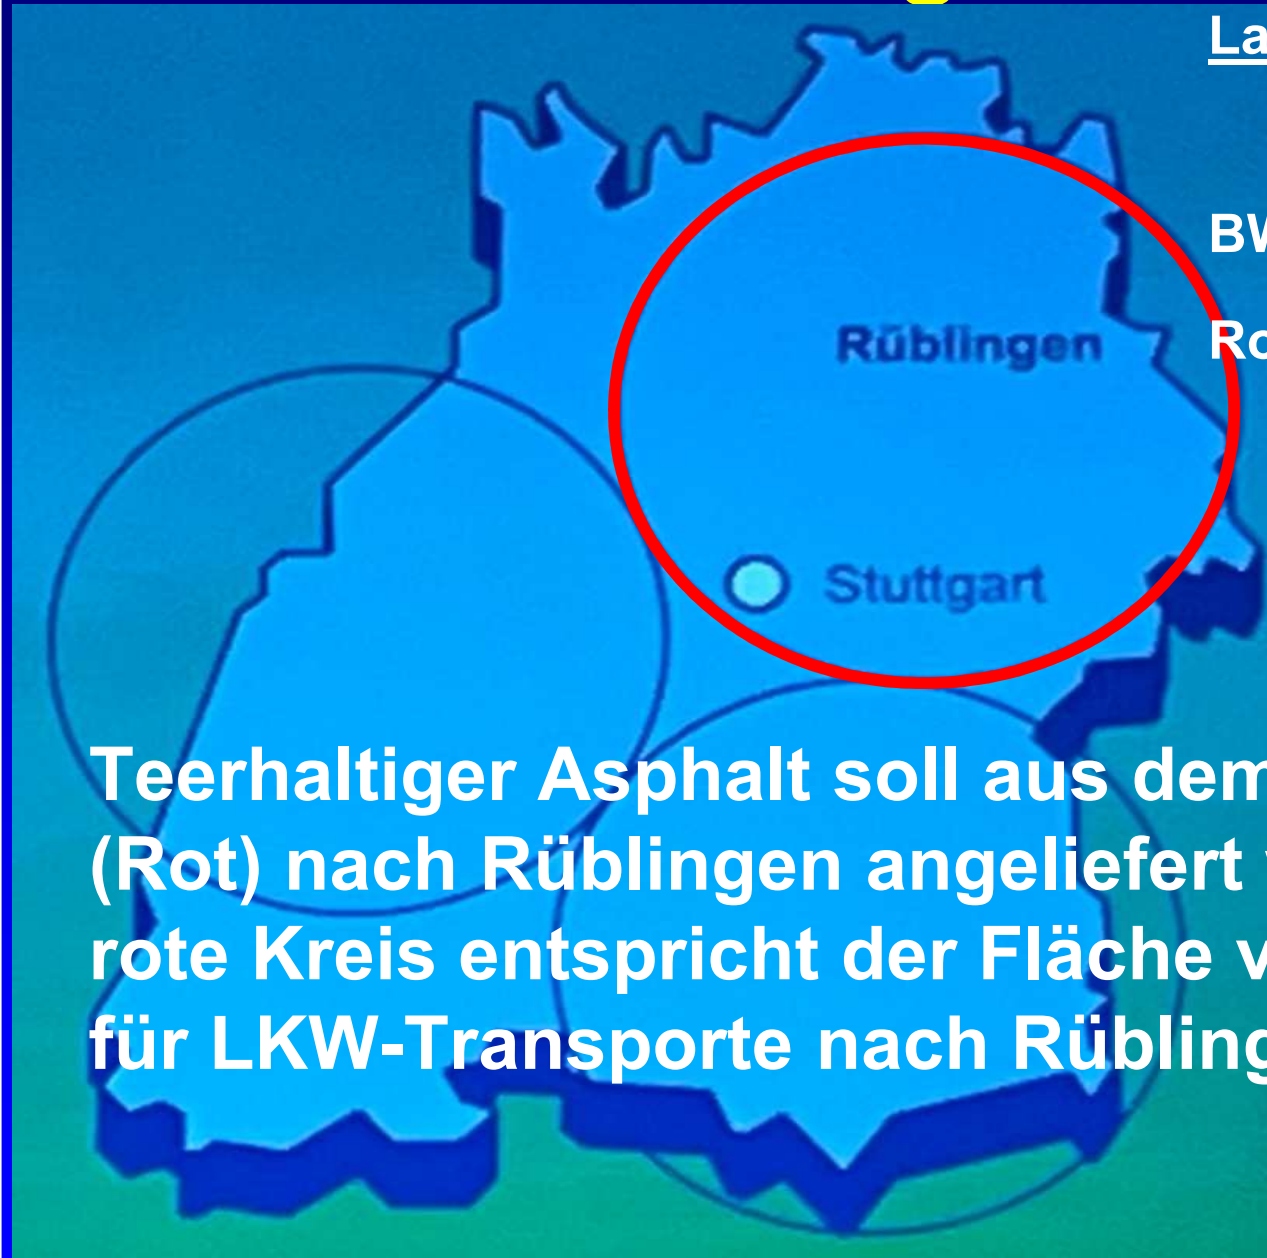 La
BW
Ro
Rüblingen
Stuttgart
Teerhaltiger Asphalt soll aus dem
(Rot) nach Rüblingen angeliefert
rote Kreis entspricht der Fläche v
für LKW-Transporte nach Rübling